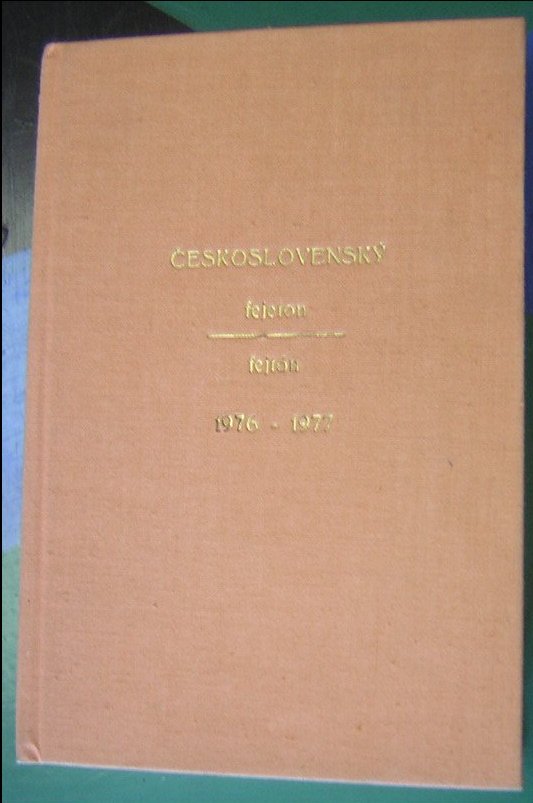 ČESKOSLOVENSKÝ
fejeton
fejtón
1976 - 1977